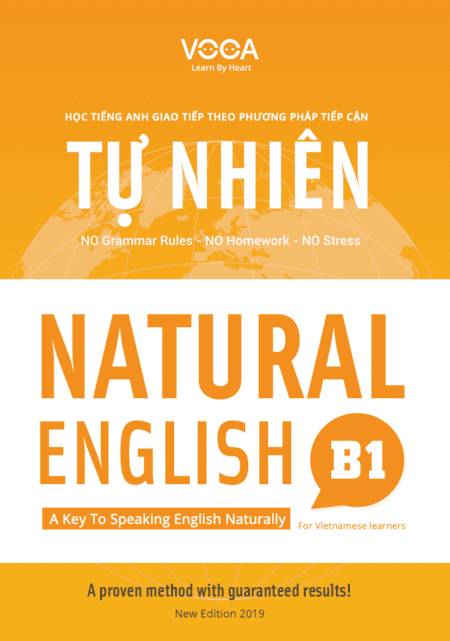 VOCA
Learn By Heart
HỌC TIẾNG ANH GIAO TIẾP THEO PHƯƠNG PHÁP TIẾP CẬN
TỰ NHIÊN
NO Grammar Rules - NO Homework - NO Stress
NATURAL
ENGLISH
B1
A Key To Speaking English Naturally
For Vietnamese learners
A proven method with guaranteed results!
New Edition 2019